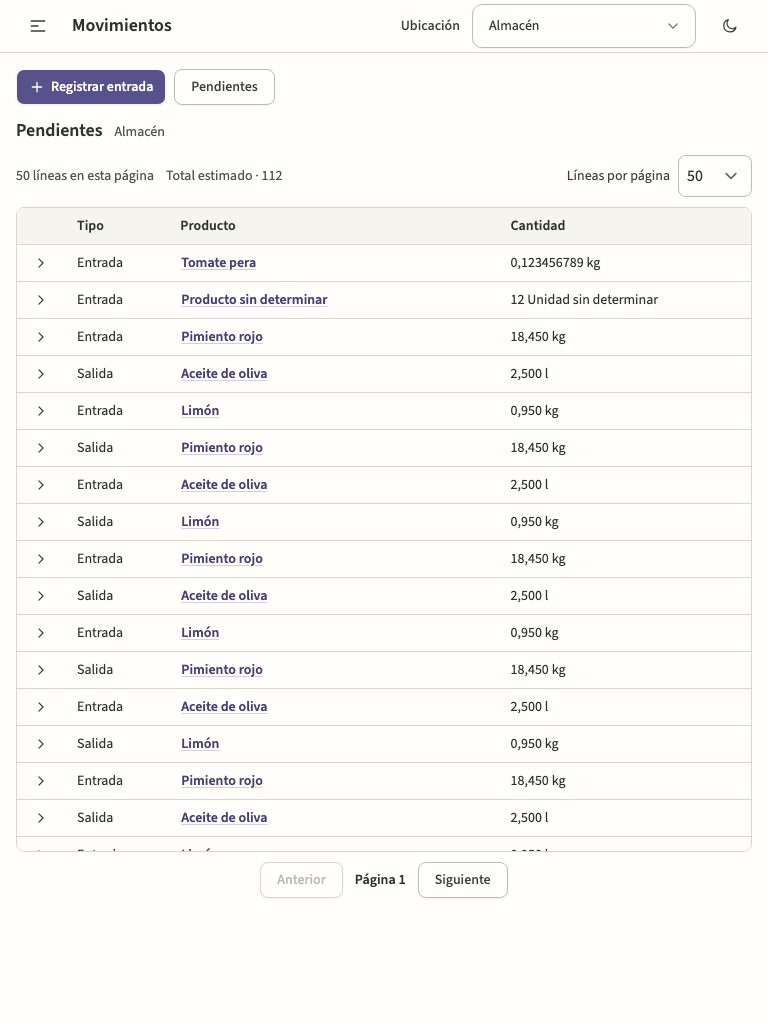 Movimientos
Ubicación Almacén
Registrar entrada Pendientes
Pendientes Almacén
50 líneas en esta página Total estimado · 112 Líneas por página 50
Tipo Producto Cantidad
Entrada Tomate pera 0,123456789 kg
Entrada Producto sin determinar 12 Unidad sin determinar
Entrada Pimiento rojo 18,450 kg
Salida Aceite de oliva 2,500 l
Entrada Limón 0,950 kg
Salida Pimiento rojo 18,450 kg
Entrada Aceite de oliva 2,500 l
Salida Limón 0,950 kg
Entrada Pimiento rojo 18,450 kg
Salida Aceite de oliva 2,500 l
Entrada Limón 0,950 kg
Salida Pimiento rojo 18,450 kg
Entrada Aceite de oliva 2,500 l
Salida Limón 0,950 kg
Entrada Pimiento rojo 18,450 kg
Salida Aceite de oliva 2,500 l
Anterior Página 1 Siguiente